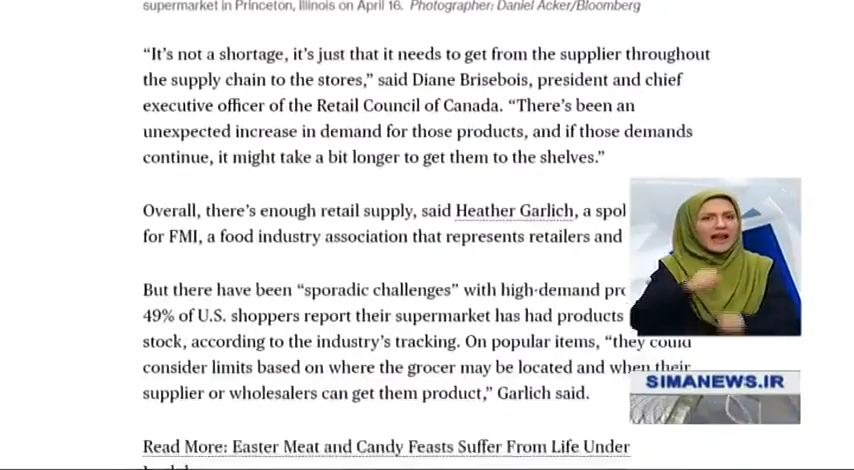 supermarket in Princeton, Illinois on April 16. Photographer: Daniel Acker/Bloomberg
“It’s not a shortage, it’s just that it needs to get from the supplier throughout
the supply chain to the stores,” said Diane Brisebois, president and chief
executive officer of the Retail Council of Canada. “There’s been an
unexpected increase in demand for those products, and if those demands
continue, it might take a bit longer to get them to the shelves.”
Overall, there’s enough retail supply, said Heather Garlich, a spol
for FMI, a food industry association that represents retailers and
But there have been “sporadic challenges” with high-demand pro
49% of U.S. shoppers report their supermarket has had products
stock, according to the industry’s tracking. On popular items, “they could
consider limits based on where the grocer may be located and when their
SIMANEWS.IR
supplier or wholesalers can get them product,” Garlich said.
Read More: Easter Meat and Candy Feasts Suffer From Life Under